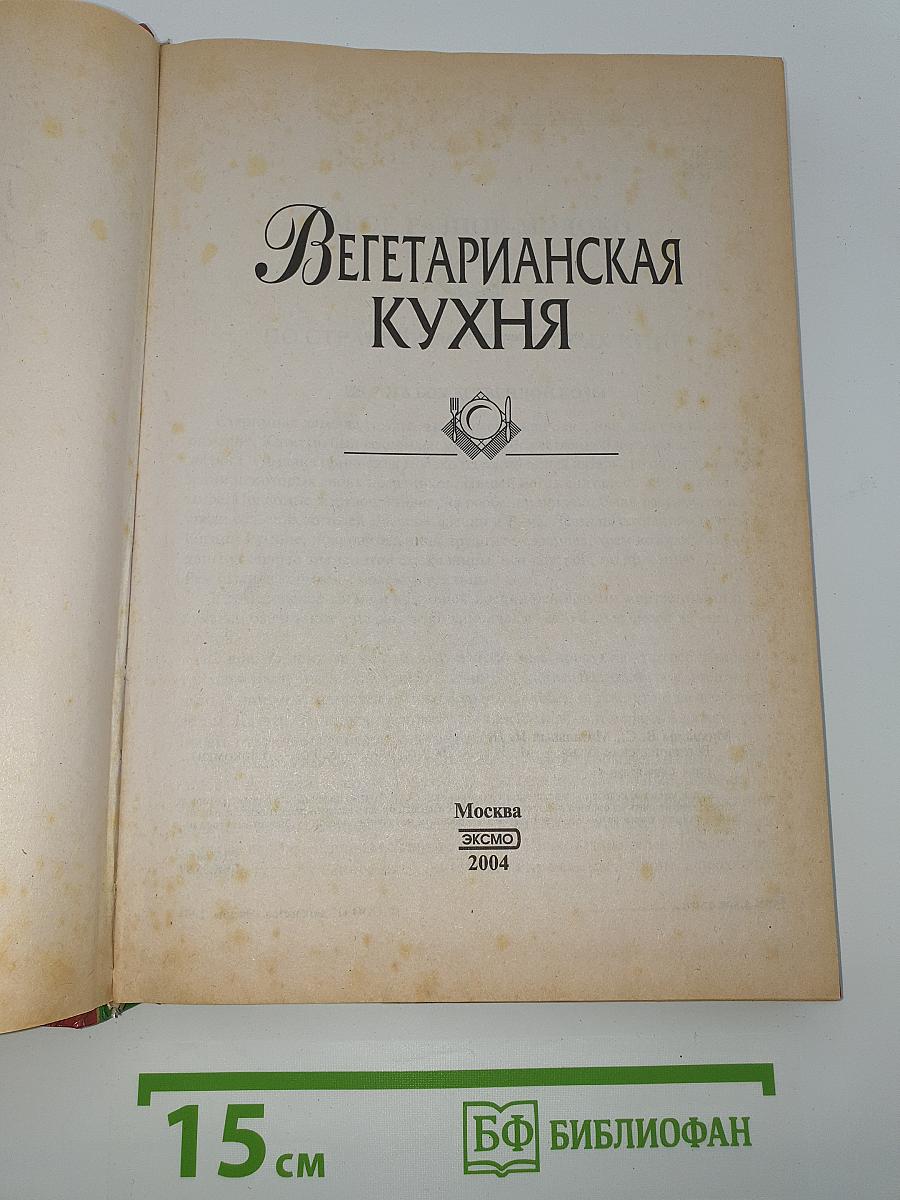 ВЕГЕТАРИАНСКАЯ
КУХНЯ
Москва
ЭКСМО
2004
15 см
БФ БИБЛИОФАН